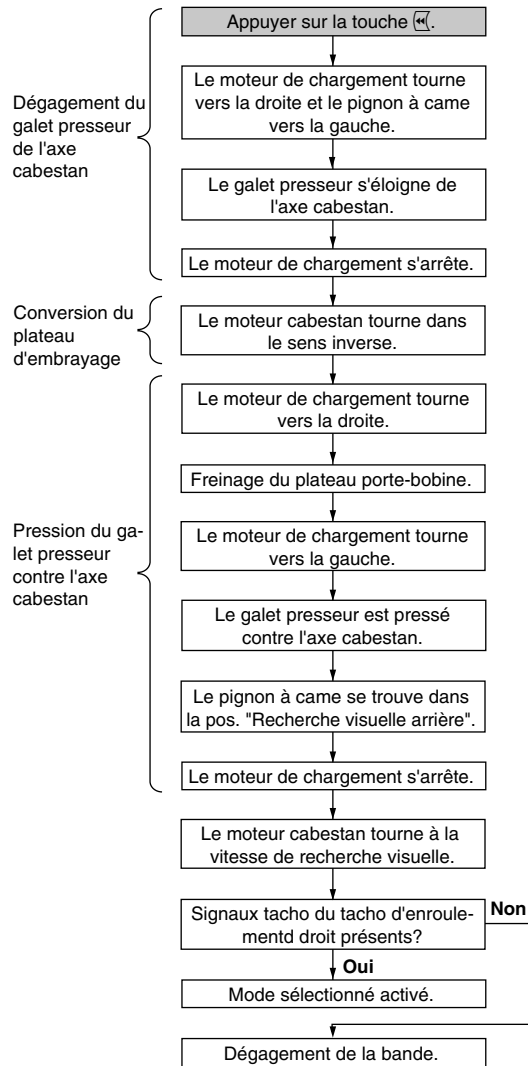 Appuyer sur la touche.
Le moteur de chargement tourne
vers la droite et le pignon à came
vers la gauche.
Dégagement du
galet presseur
de l'axe
cabestan
Le galet presseur s'éloigne de
l'axe cabestan.
Le moteur de chargement s'arrête.
Conversion du
plateau
d'embrayage
Le moteur cabestan tourne dans
le sens inverse.
Le moteur de chargement tourne
vers la droite.
Freinage du plateau porte-bobine.
Pression du ga-
let presseur
contre l'axe
cabestan
Le moteur de chargement tourne
vers la gauche.
Le galet presseur est pressé
contre l'axe cabestan.
Le pignon à came se trouve dans
la pos. "Recherche visuelle arrière".
Le moteur de chargement s'arrête.
Le moteur cabestan tourne à la
vitesse de recherche visuelle.
Signaux tacho du tacho d'enroule-
mentd droit présents?
Non
Oui
Mode sélectionné activé.
Dégagement de la bande.